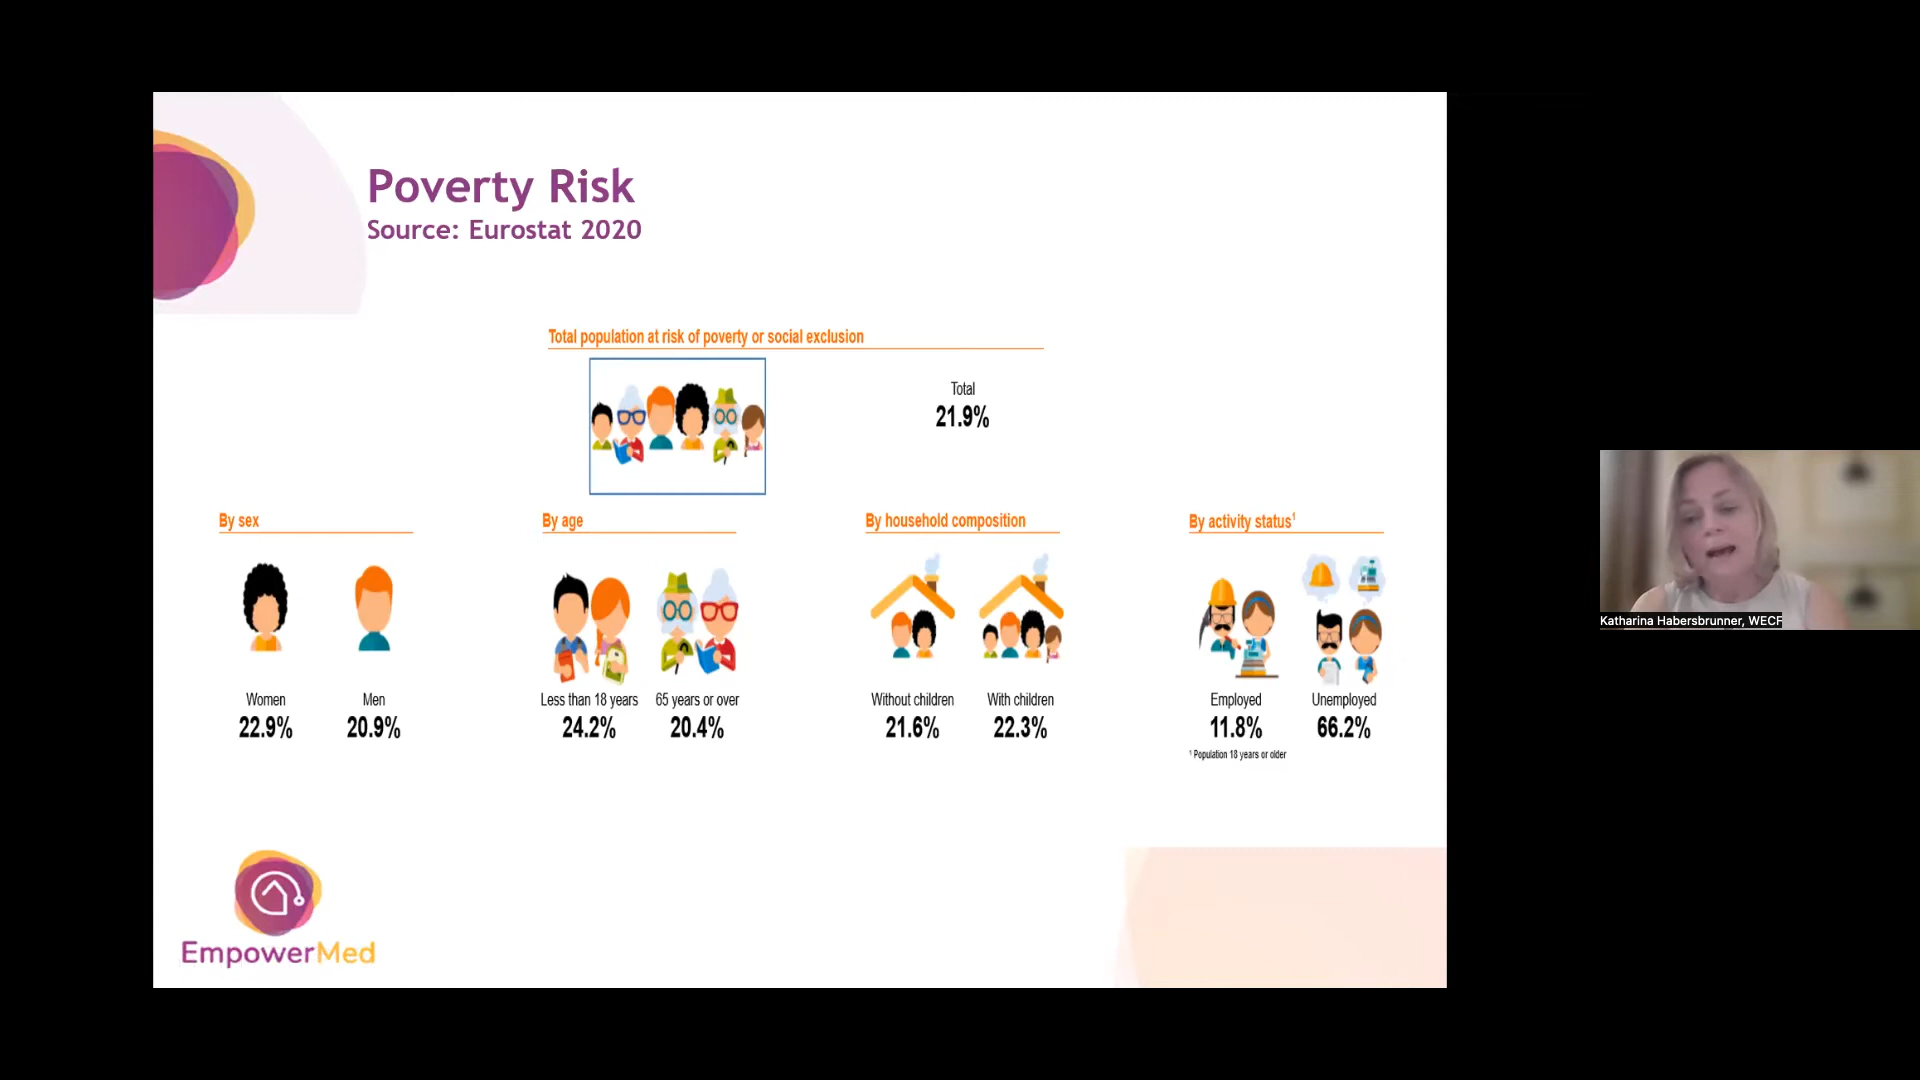 Poverty Risk
Source: Eurostat 2020
Total population at risk of poverty or social exclusion
Total
21.9%
By sex
Women
22.9%
Men
20.9%
By age
Less than 18 years
24.2%
65 years or over
20.4%
By household composition
Without children
21.6%
With children
22.3%
By activity status¹
Employed
11.8%
Unemployed
66.2%
¹ Population 18 years or older
EmpowerMed
Katharina Habersbrunner, WECF